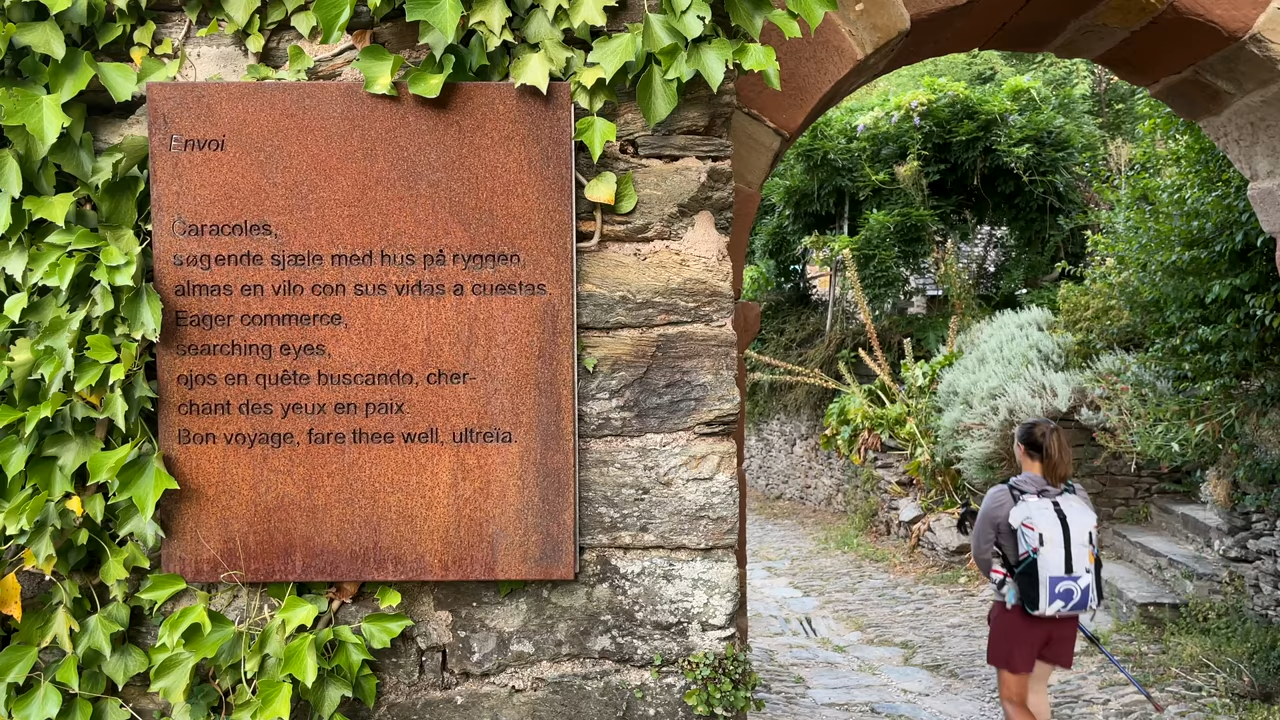 Envoi
Caracoles,
søgende sjæle med hus på ryggen,
almas en vilo con sus vidas a cuestas.
Eager commerce,
searching eyes,
ojos en quête buscando, cher-
chant des yeux en paix.
Bon voyage, fare thee well, ultreïa.